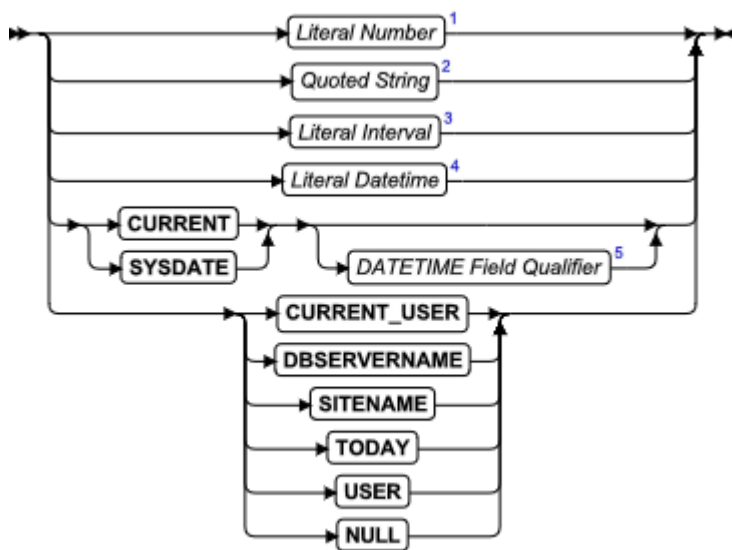 Literal Number 1
Quoted String 2
Literal Interval 3
Literal Datetime 4
CURRENT
SYSDATE
DATETIME Field Qualifier 5
CURRENT_USER
DBSERVERNAME
SITENAME
TODAY
USER
NULL